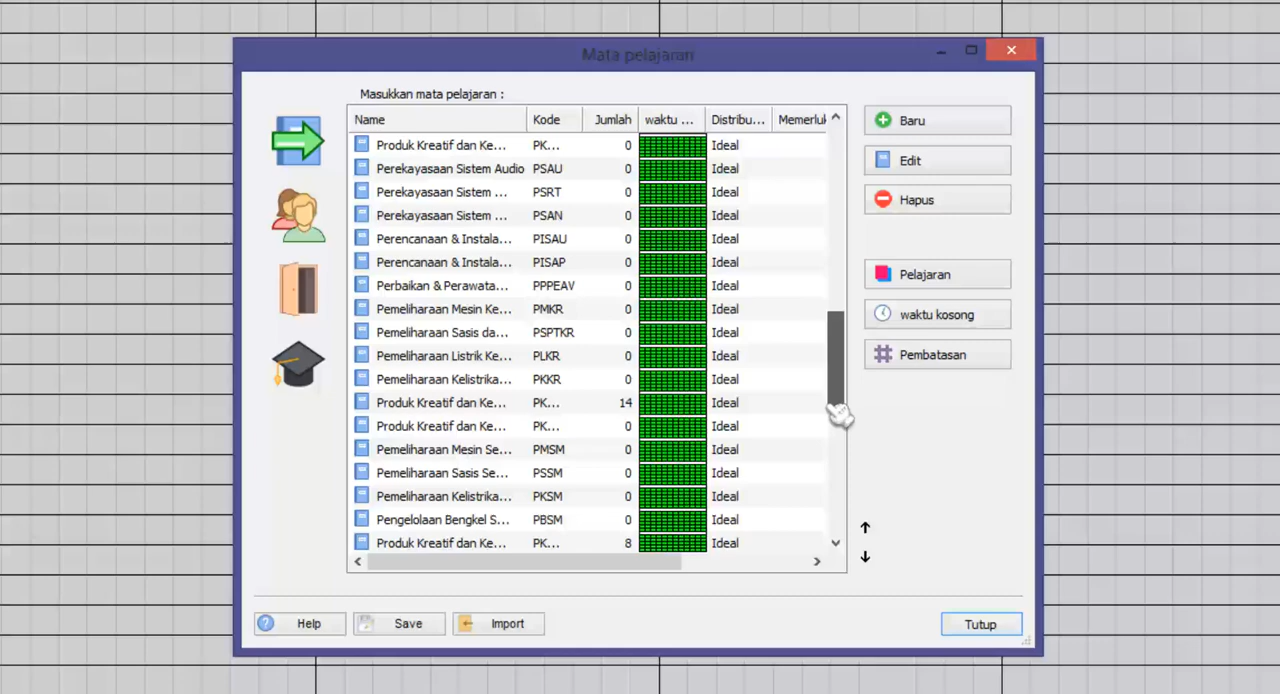 Mata pelajaran
Masukkan mata pelajaran :
Name Kode Jumlah waktu ... Distribu... Memerluk
Produk Kreatif dan Ke... PK... 0 Ideal
Perekayasaan Sistem Audio PSAU 0 Ideal
Perekayasaan Sistem ... PSRT 0 Ideal
Perekayasaan Sistem ... PSAN 0 Ideal
Perencanaan & Instala... PISAU 0 Ideal
Perencanaan & Instala... PISAP 0 Ideal
Perbaikan & Perawata... PPPEAV 0 Ideal
Pemeliharaan Mesin Ke... PMKR 0 Ideal
Pemeliharaan Sasis da... PSPTKR 0 Ideal
Pemeliharaan Listrik Ke... PLKR 0 Ideal
Pemeliharaan Kelistrika... PKKR 0 Ideal
Produk Kreatif dan Ke... PK... 14 Ideal
Produk Kreatif dan Ke... PK... 0 Ideal
Pemeliharaan Mesin Se... PMSM 0 Ideal
Pemeliharaan Sasis Se... PSSM 0 Ideal
Pemeliharaan Kelistrika... PKSM 0 Ideal
Pengelolaan Bengkel S... PBSM 0 Ideal
Produk Kreatif dan Ke... PK... 8 Ideal
Baru
Edit
Hapus
Pelajaran
waktu kosong
Pembatasan
Help Save Import Tutup